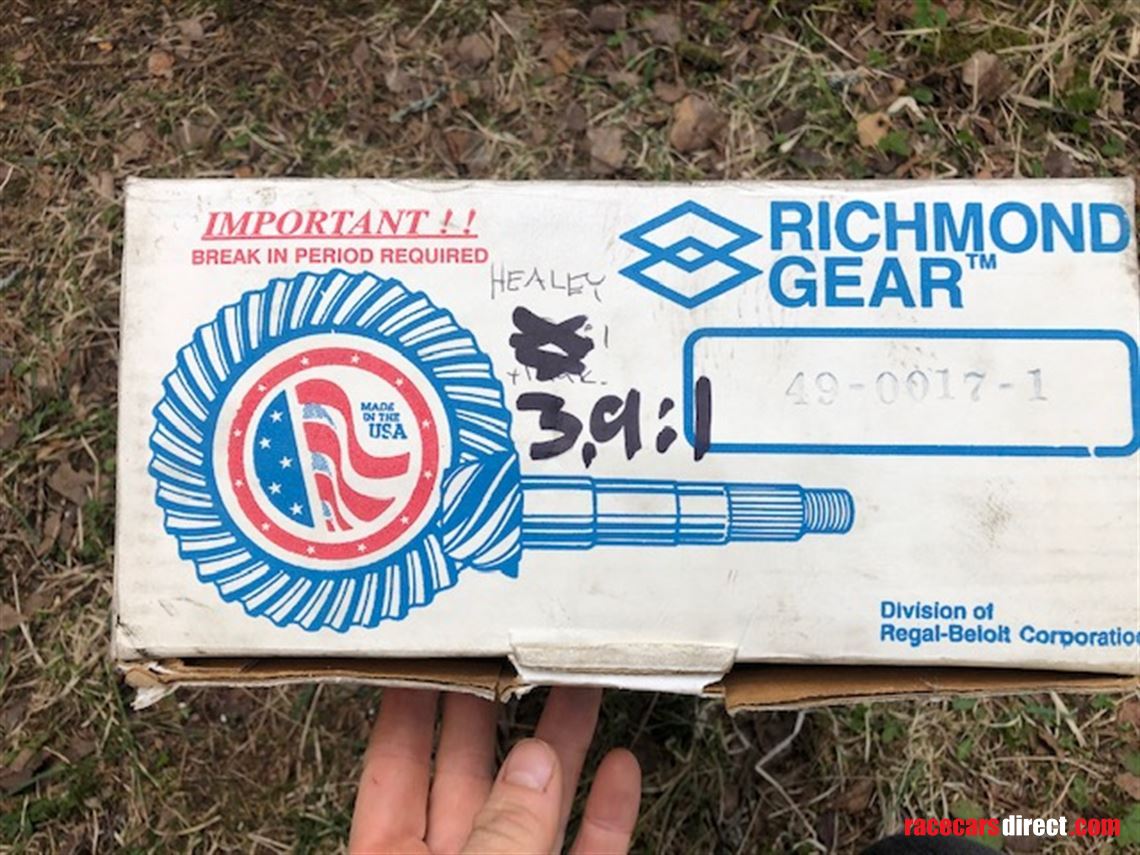 IMPORTANT !!
BREAK IN PERIOD REQUIRED
RICHMOND
GEAR™
HEALEY
3.9:1
49-0017-1
MADE
IN THE
USA
Division of
Regal-Beloit Corporation
racecarsdirect.com